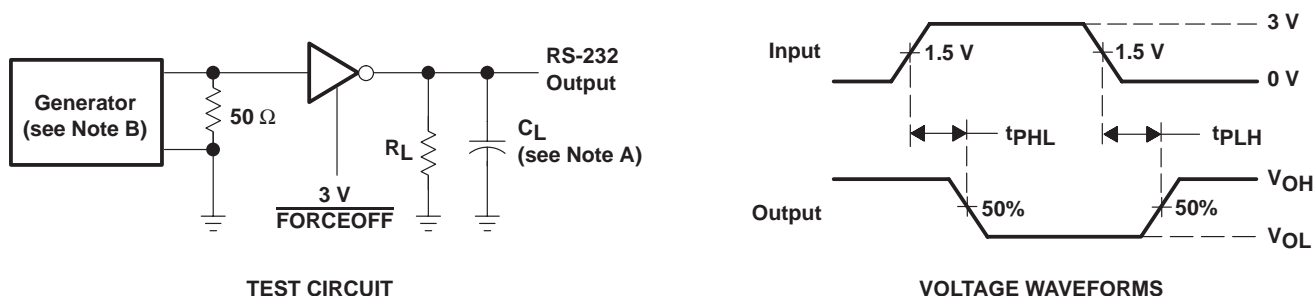 Generator
(see Note B)
50 Ω
RS-232
Output
RL
CL
(see Note A)
3 V
FORCEOFF
TEST CIRCUIT
Input
3 V
1.5 V
1.5 V
0 V
tPHL
tPLH
Output
VOH
50%
50%
VOL
VOLTAGE WAVEFORMS